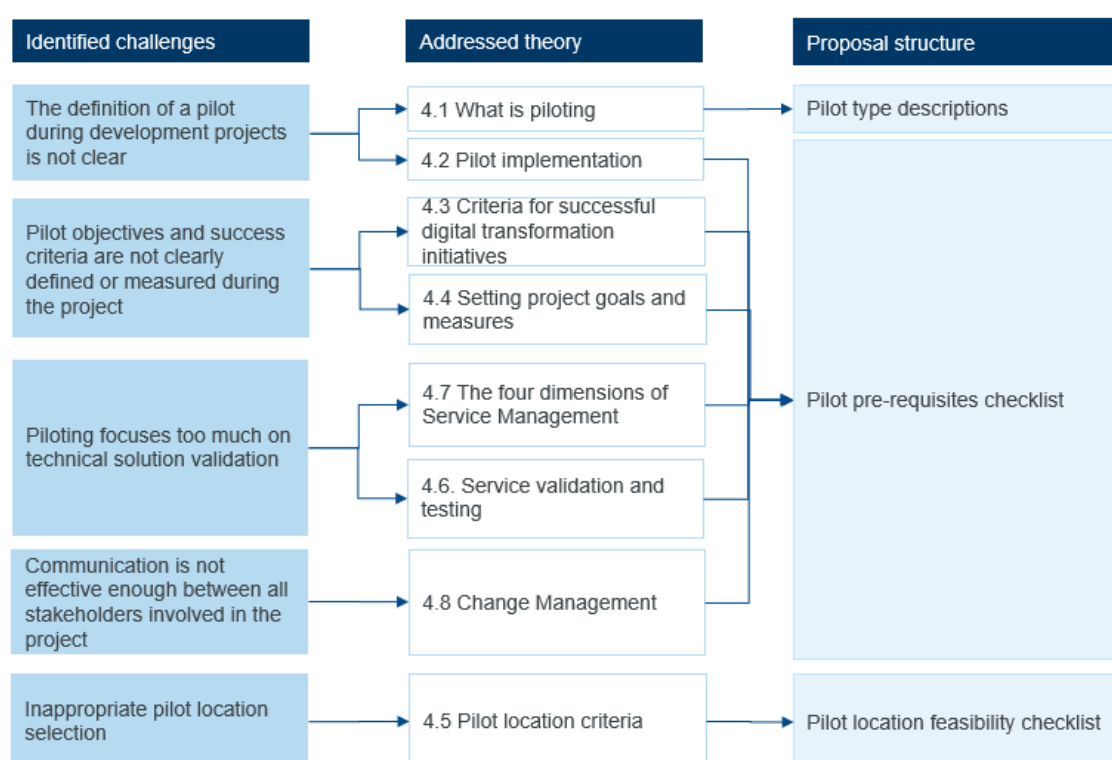 Identified challenges
Addressed theory
Proposal structure
The definition of a pilot
during development projects
is not clear
4.1 What is piloting
Pilot type descriptions
4.2 Pilot implementation
Pilot objectives and success
criteria are not clearly
defined or measured during
the project
4.3 Criteria for successful
digital transformation
initiatives
4.4 Setting project goals and
measures
Piloting focuses too much on
technical solution validation
4.7 The four dimensions of
Service Management
4.6. Service validation and
testing
Pilot pre-requisites checklist
Communication is not
effective enough between all
stakeholders involved in the
project
4.8 Change Management
Inappropriate pilot location
selection
4.5 Pilot location criteria
Pilot location feasibility checklist